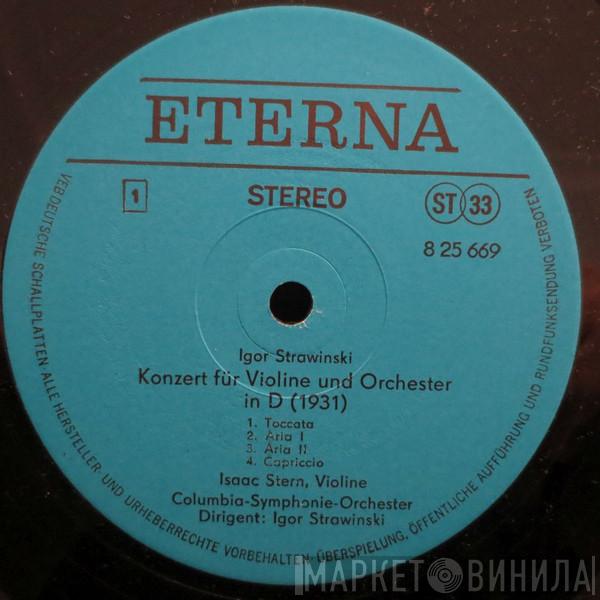 ETERNA
1
STEREO
ST 33
8 25 669
Igor Strawinski
Konzert für Violine und Orchester
in D (1931)
1. Toccata
2. Aria I
3. Aria II
4. Capriccio
Isaac Stern, Violine
Columbia-Symphonie-Orchester
Dirigent: Igor Strawinski
VEB DEUTSCHE SCHALLPLATTEN · ALLE HERSTELLER- UND URHEBERRECHTE VORBEHALTEN · ÜBERSPIELUNG, ÖFFENTLICHE AUFFÜHRUNG UND RUNDFUNKSENDUNG VERBOTEN
МАРКЕТ ВИНИЛА